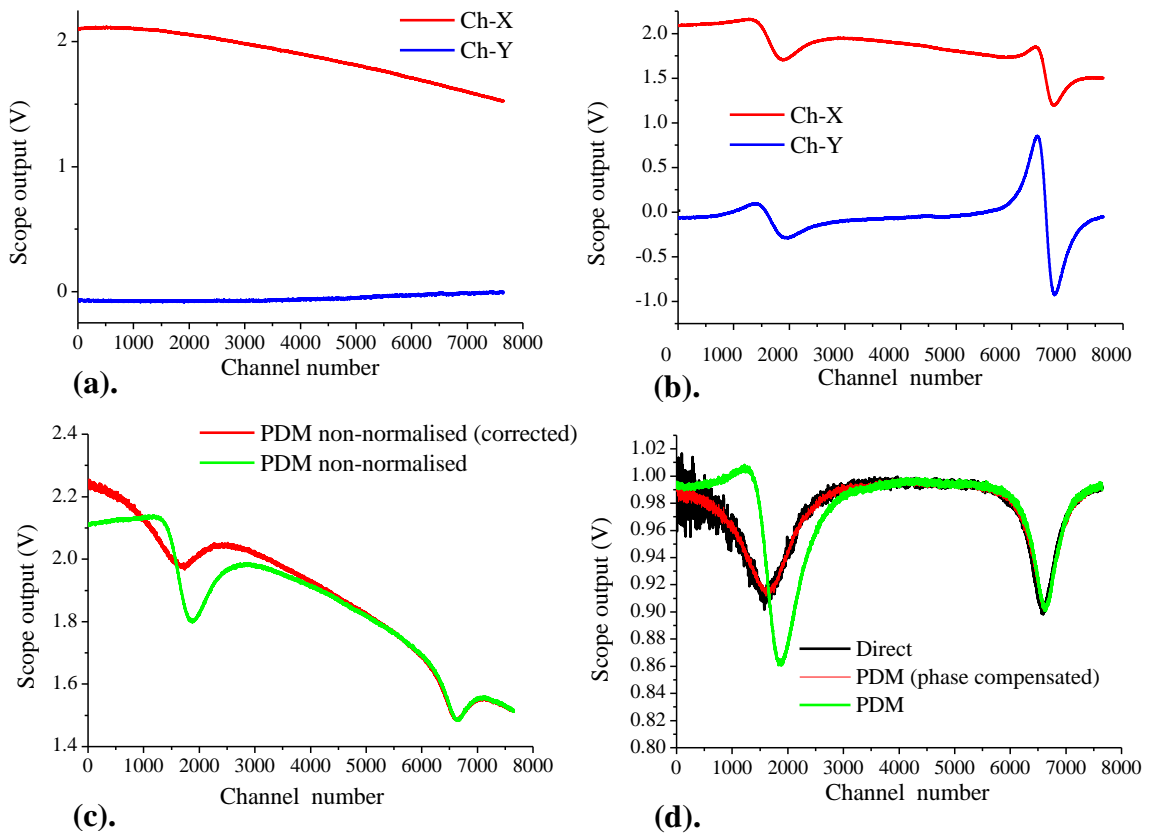 Ch-X
Ch-Y
2
1
0
Scope output (V)
0 1000 2000 3000 4000 5000 6000 7000 8000
Channel number
(a).
2.0
1.5
1.0
0.5
0.0
-0.5
-1.0
Scope output (V)
Ch-X
Ch-Y
1000 2000 3000 4000 5000 6000 7000 8000
Channel number
(b).
PDM non-normalised (corrected)
PDM non-normalised
2.4
2.2
2.0
1.8
1.6
1.4
Scope output (V)
0 1000 2000 3000 4000 5000 6000 7000 8000
Channel number
(c).
1.02
1.00
0.98
0.96
0.94
0.92
0.90
0.88
0.86
0.84
0.82
0.80
Scope output (V)
Direct
PDM (phase compensated)
PDM
0 1000 2000 3000 4000 5000 6000 7000 8000
Channel number
(d).